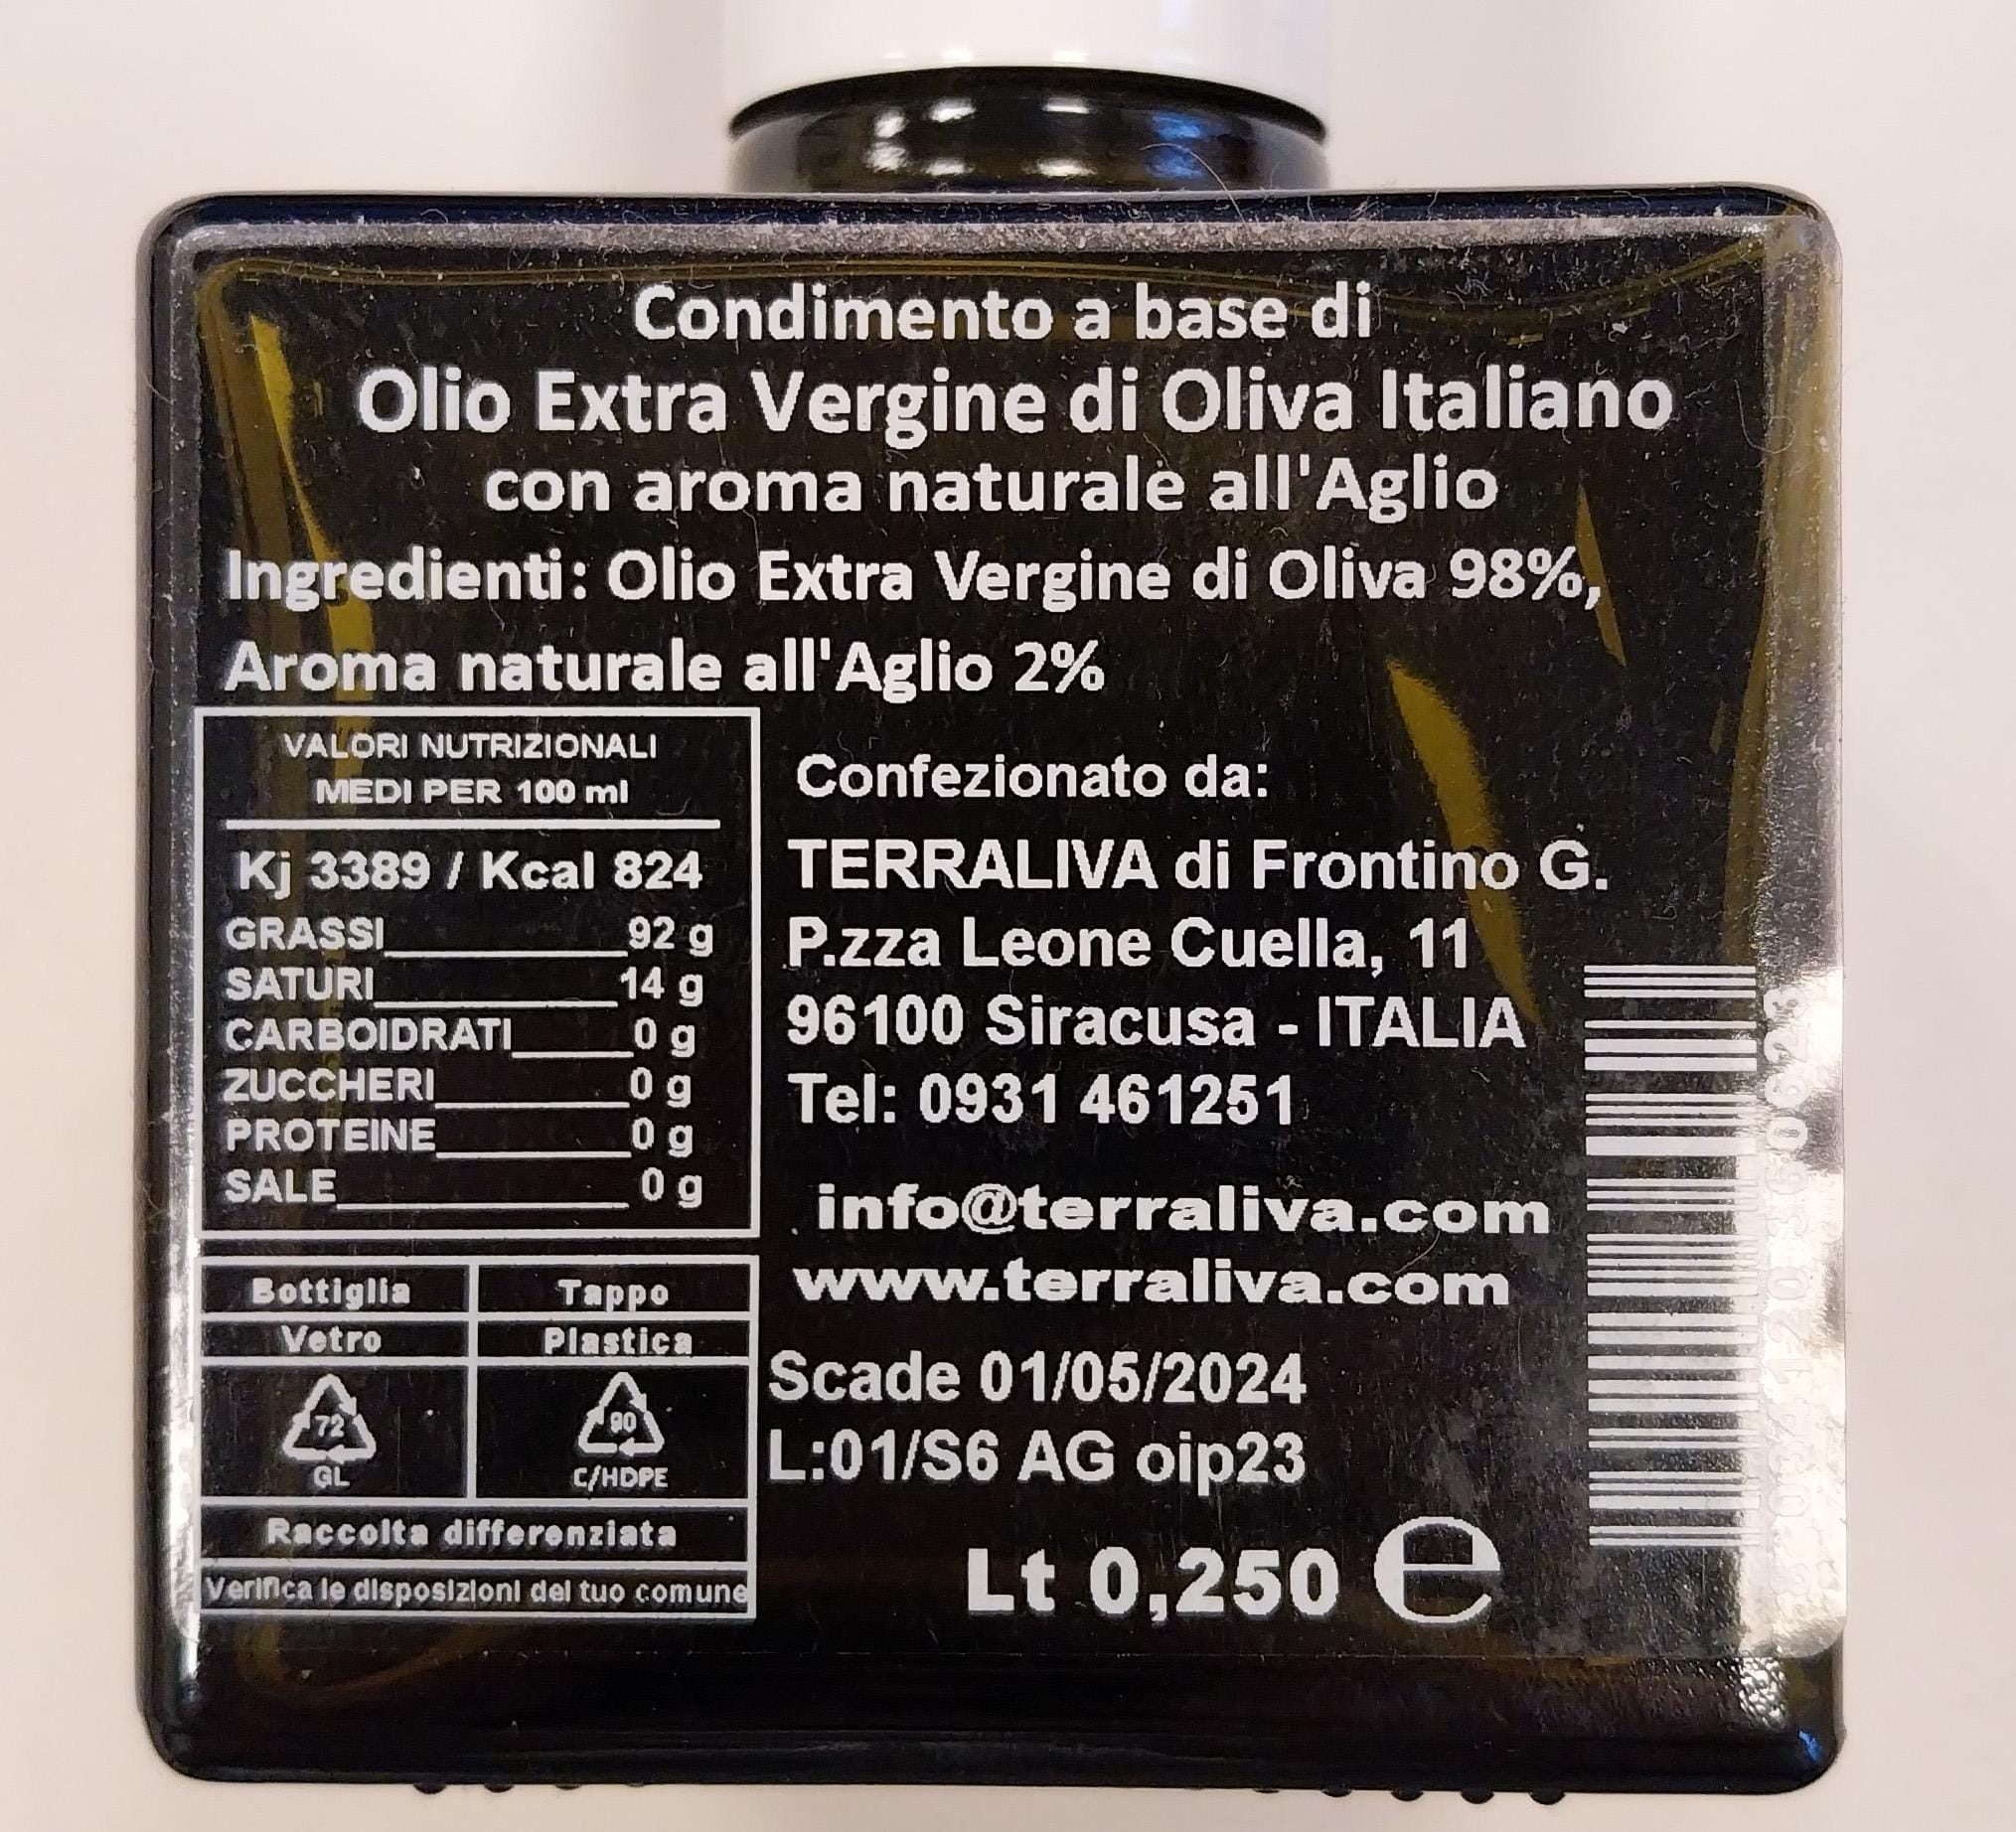 Condimento a base di
Olio Extra Vergine di Oliva Italiano
con aroma naturale all'Aglio
Ingredienti: Olio Extra Vergine di Oliva 98%,
Aroma naturale all'Aglio 2%
VALORI NUTRIZIONALI
MEDI PER 100 ml
Kj 3389 / Kcal 824
GRASSI 92 g
SATURI 14 g
CARBOIDRATI 0 g
ZUCCHERI 0 g
PROTEINE 0 g
SALE 0 g
Bottiglia Tappo
Vetro Plastica
72 90
GL C/HDPE
Raccolta differenziata
Verifica le disposizioni del tuo comune
Confezionato da:
TERRALIVA di Frontino G.
P.zza Leone Cuella, 11
96100 Siracusa - ITALIA
Tel: 0931 461251
info@terraliva.com
www.terraliva.com
Scade 01/05/2024
L:01/S6 AG oip23
Lt 0,250 e